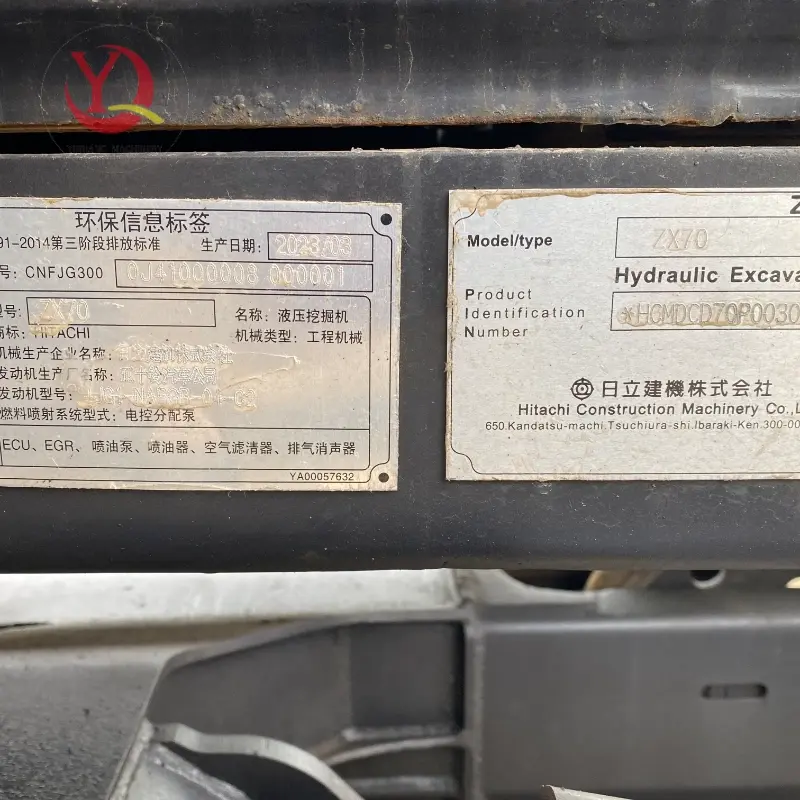 环保信息标签
91-2014第三阶段排放标准 生产日期: 2023/03
号: CNFJG300 0J41000008 000001
型号: ZX70
名称: 液压挖掘机
商标: HITACHI
机械类型: 工程机械
机械生产企业名称:
发动机生产厂名称:
发动机型号:
燃料喷射系统型式: 电控分配泵
ECU、EGR、喷油泵、喷油器、空气滤清器、排气消声器
YA00057632
Z
Model/type ZX70
Hydraulic Excava
Product
Identification
Number
*HCMDCD70P0030
日立建機株式会社
Hitachi Construction Machinery Co.,L
650.Kandatsu-machi.Tsuchiura-shi.Ibaraki-Ken.300-00